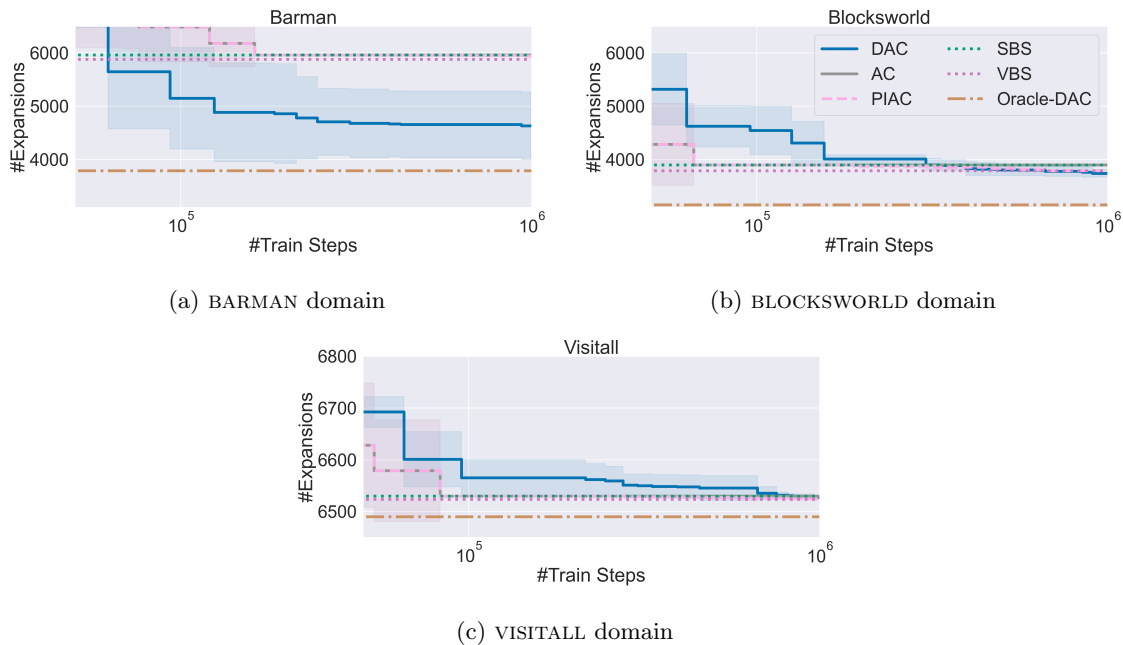 Barman
#Expansions
6000
5000
4000
10^5
10^6
#Train Steps
(a) BARMAN domain
Blocksworld
#Expansions
6000
5000
4000
DAC
AC
PIAC
SBS
VBS
Oracle-DAC
10^5
10^6
#Train Steps
(b) BLOCKSWORLD domain
Visitall
#Expansions
6800
6700
6600
6500
10^5
10^6
#Train Steps
(c) VISITALL domain